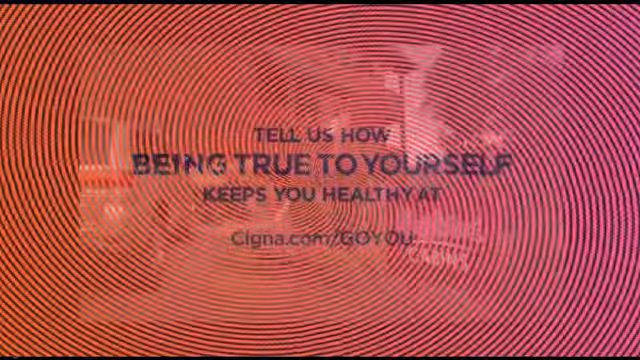 TELL US HOW
BEING TRUE TO YOURSELF
KEEPS YOU HEALTHY AT
Cigna.com/GOYOU